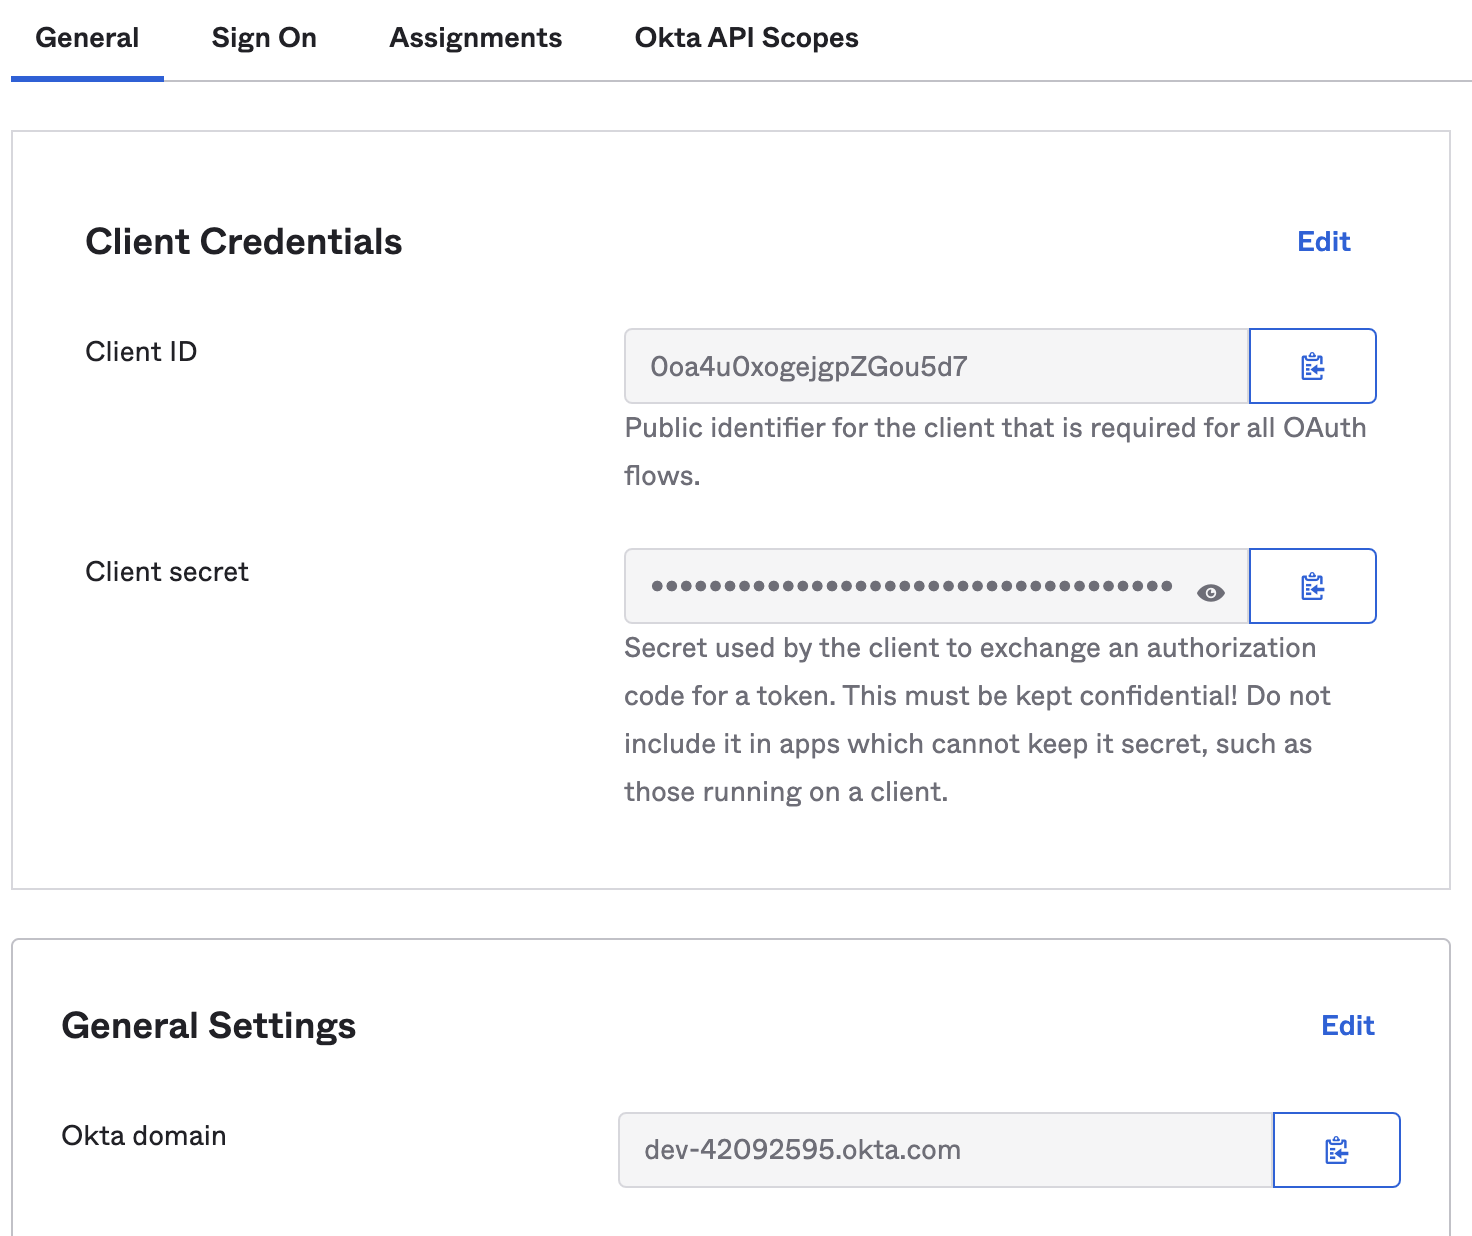 General Sign On Assignments Okta API Scopes
Client Credentials Edit
Client ID 0oa4u0xogejgpZGou5d7
Public identifier for the client that is required for all OAuth
flows.
Client secret ••••••••••••••••••••••••••••••••••••
Secret used by the client to exchange an authorization
code for a token. This must be kept confidential! Do not
include it in apps which cannot keep it secret, such as
those running on a client.
General Settings Edit
Okta domain dev-42092595.okta.com